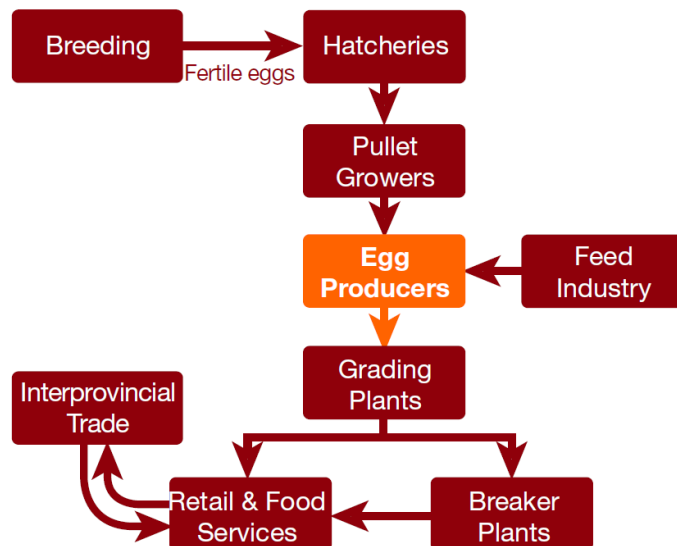 Breeding
Fertile eggs
Hatcheries
Pullet
Growers
Egg
Producers
Feed
Industry
Grading
Plants
Interprovincial
Trade
Retail & Food
Services
Breaker
Plants